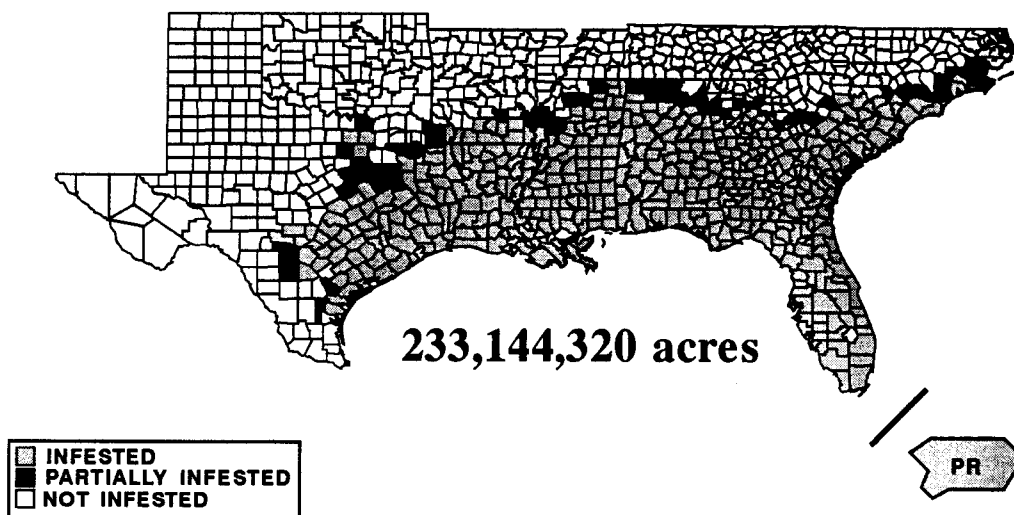 233,144,320 acres
PR
INFESTED
PARTIALLY INFESTED
NOT INFESTED